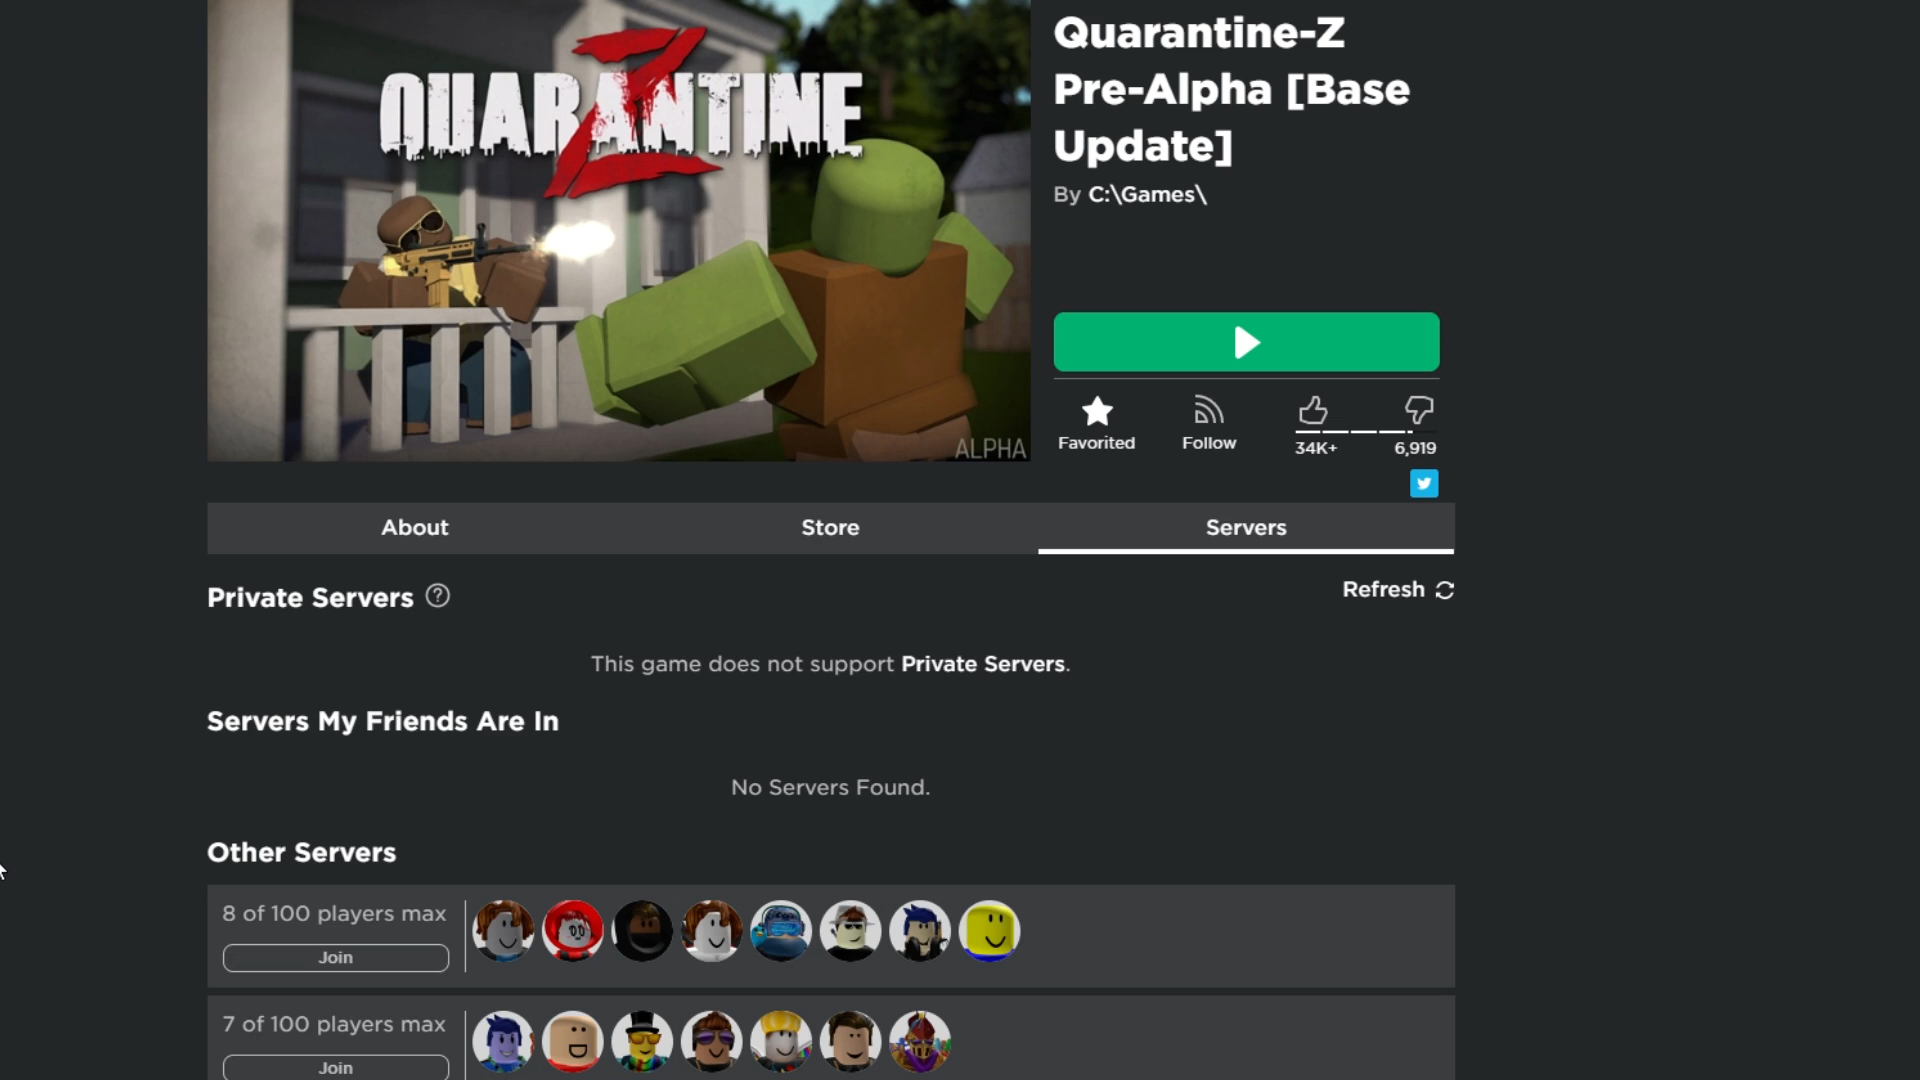 QUARANTINE
Z
ALPHA
Quarantine-Z
Pre-Alpha [Base
Update]
By C:\Games\
Favorited
Follow
34K+
6,919
About
Store
Servers
Private Servers ?
Refresh
This game does not support Private Servers.
Servers My Friends Are In
No Servers Found.
Other Servers
8 of 100 players max
Join
7 of 100 players max
Join